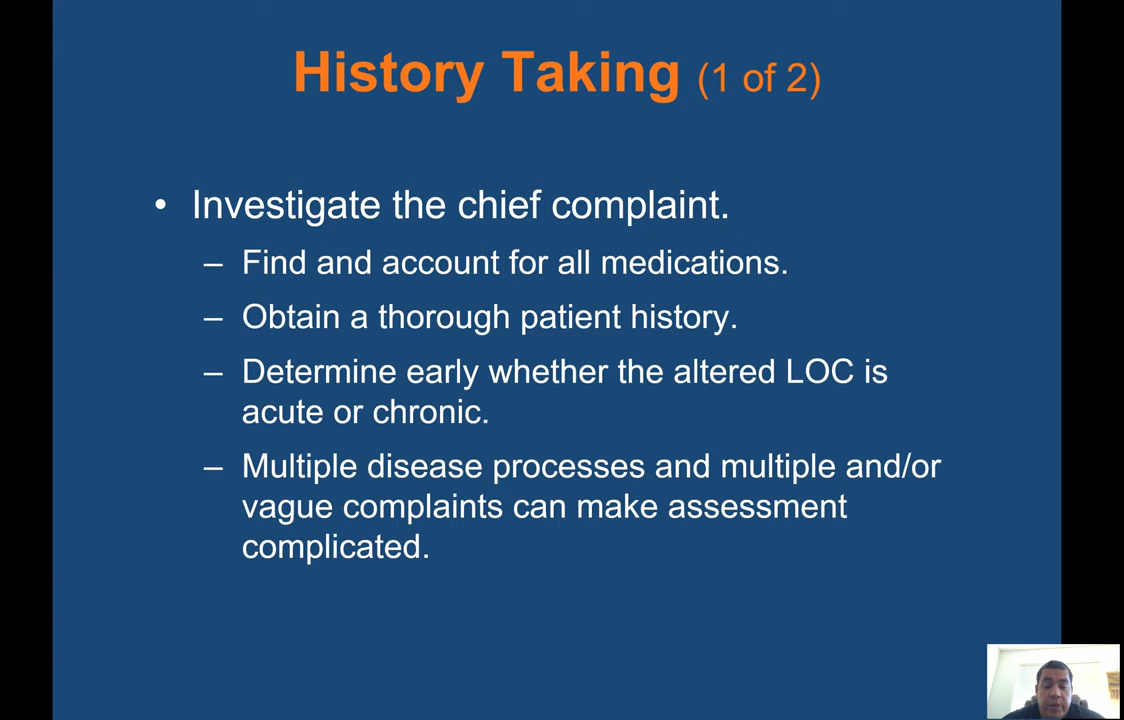 History Taking (1 of 2)
• Investigate the chief complaint.
– Find and account for all medications.
– Obtain a thorough patient history.
– Determine early whether the altered LOC is
acute or chronic.
– Multiple disease processes and multiple and/or
vague complaints can make assessment
complicated.